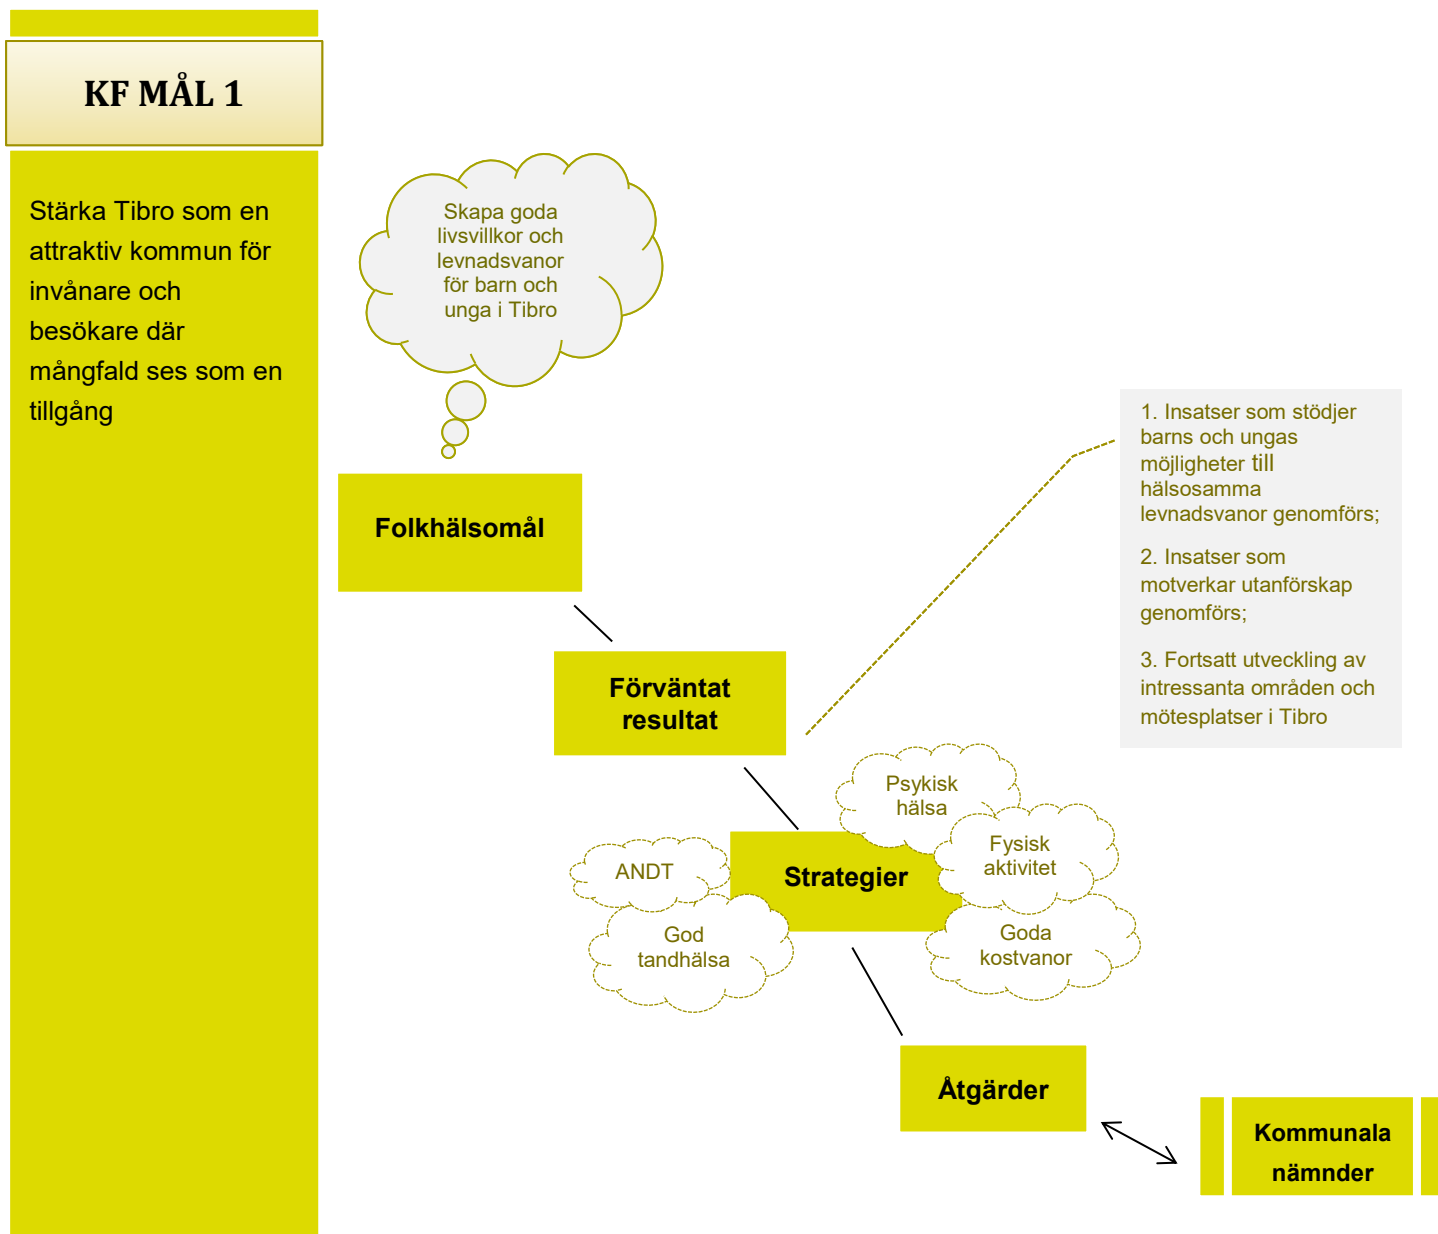 KF MÅL 1
Stärka Tibro som en
attraktiv kommun för
invånare och
besökare där
mångfald ses som en
tillgång
Skapa goda
livsvillkor och
levnadsvanor
för barn och
unga i Tibro
Folkhälsomål
1. Insatser som stödjer
barns och ungas
möjligheter till
hälsosamma
levnadsvanor genomförs;
2. Insatser som
motverkar utanförskap
genomförs;
3. Fortsatt utveckling av
intressanta områden och
mötesplatser i Tibro
Förväntat
resultat
Psykisk
hälsa
Fysisk
aktivitet
ANDT
Strategier
God
tandhälsa
Goda
kostvanor
Åtgärder
Kommunala
nämnder